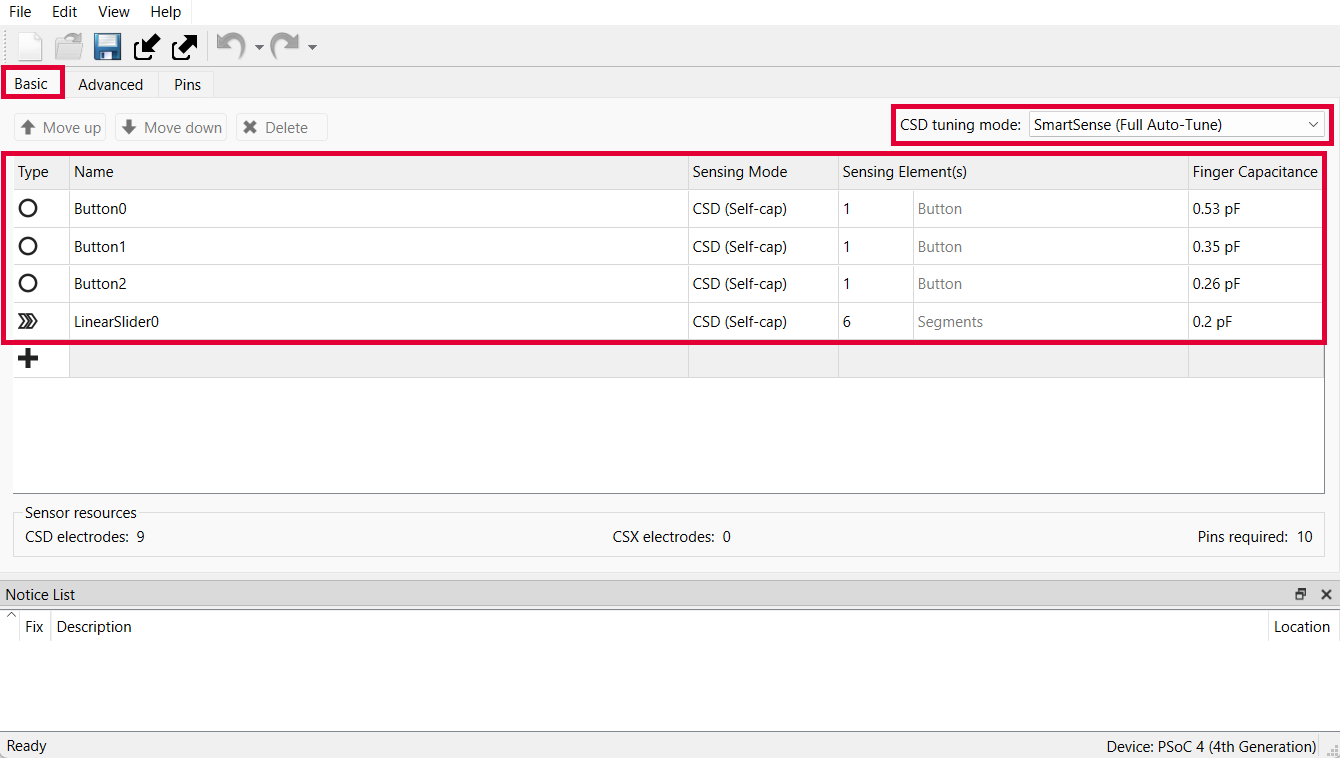 File Edit View Help
Basic Advanced Pins
Move up Move down Delete CSD tuning mode: SmartSense (Full Auto-Tune)
Type Name Sensing Mode Sensing Element(s) Finger Capacitance
Button0 CSD (Self-cap) 1 Button 0.53 pF
Button1 CSD (Self-cap) 1 Button 0.35 pF
Button2 CSD (Self-cap) 1 Button 0.26 pF
LinearSlider0 CSD (Self-cap) 6 Segments 0.2 pF
Sensor resources
CSD electrodes: 9 CSX electrodes: 0 Pins required: 10
Notice List
Fix Description Location
Ready Device: PSoC 4 (4th Generation)